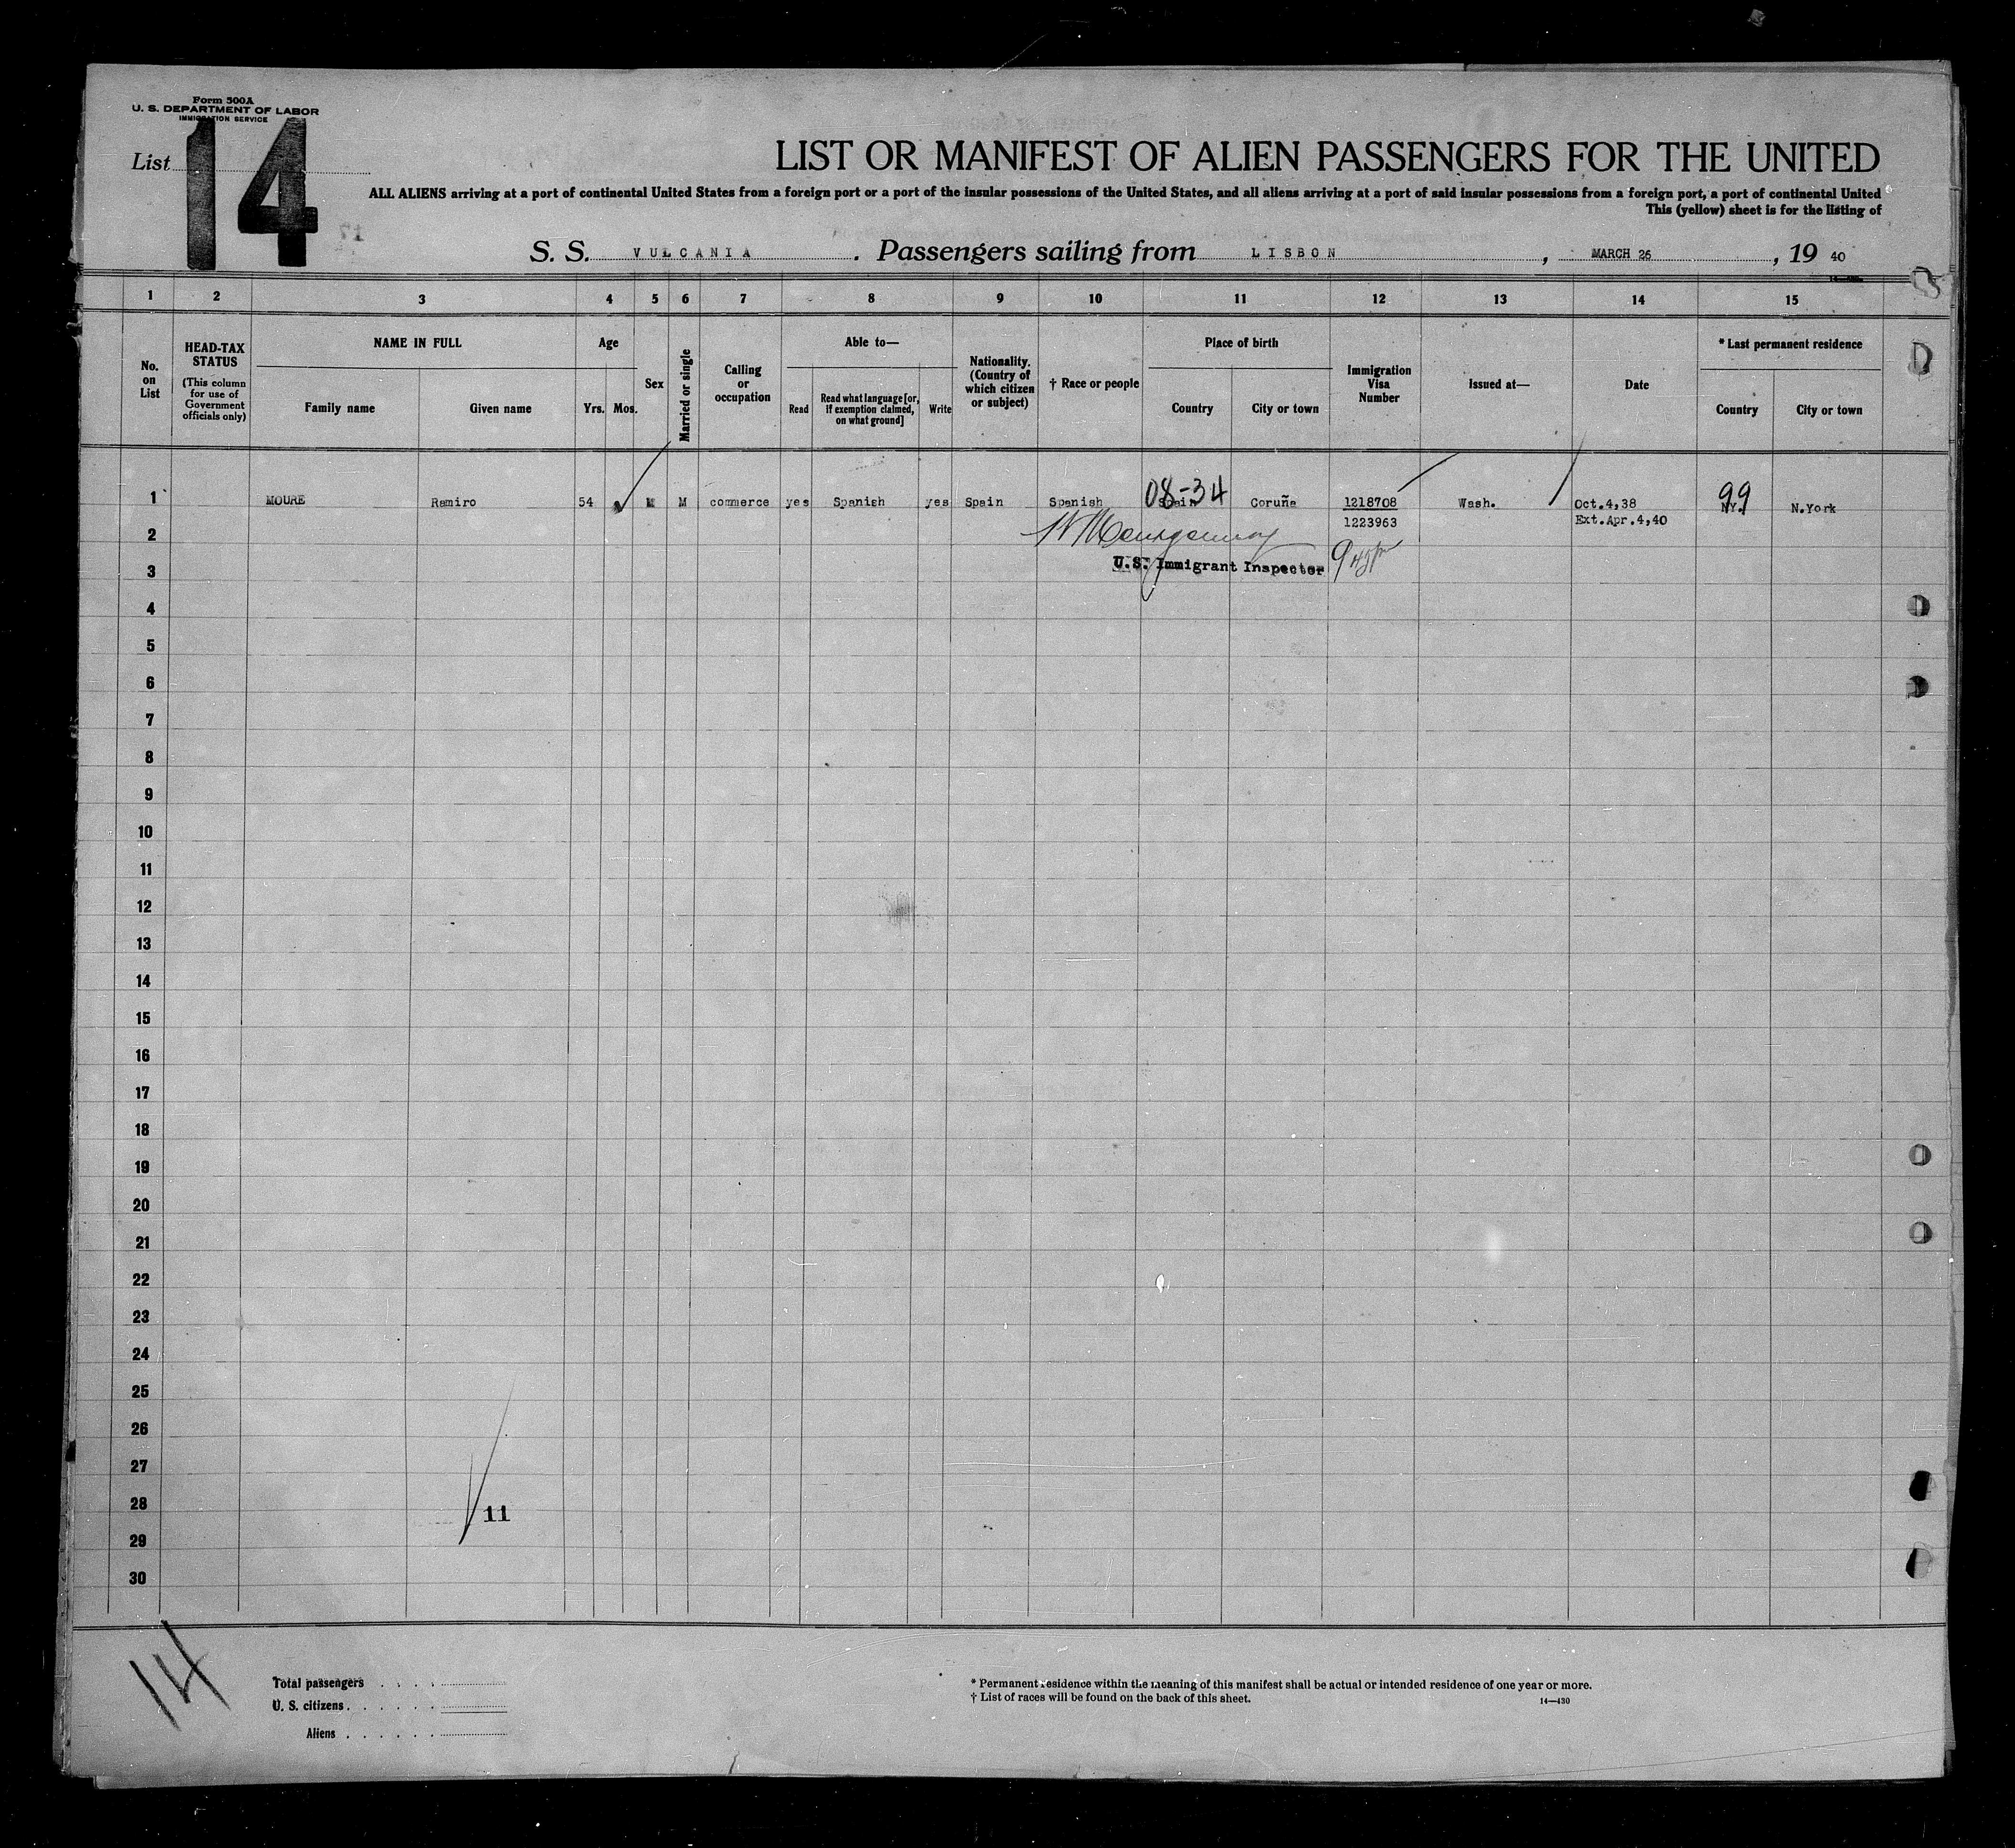 Form 500A
U. S. DEPARTMENT OF LABOR
IMMIGRATION SERVICE
List 14
LIST OR MANIFEST OF ALIEN PASSENGERS FOR THE UNITED
ALL ALIENS arriving at a port of continental United States from a foreign port or a port of the insular possessions of the United States, and all aliens arriving at a port of said insular possessions from a foreign port, a port of continental United
This (yellow) sheet is for the listing of
S. S. VULCANIA. Passengers sailing from LISBON, MARCH 26, 19 40
1 2 3 4 5 6 7 8 9 10 11 12 13 14 15
No. on List
HEAD-TAX STATUS
(This column for use of Government officials only)
NAME IN FULL
Family name
Given name
Age
Yrs. Mos.
Sex
Married or single
Calling or occupation
Able to—
Read
Read what language [or, if exemption claimed, on what ground]
Write
Nationality. (Country of which citizen or subject)
† Race or people
Place of birth
Country
City or town
Immigration Visa Number
Issued at—
Date
* Last permanent residence
Country
City or town
1 MOURE Ramiro 54 M M commerce yes Spanish yes Spain Spanish Spain 08-34 Coruña 1218708 Wash. Oct.4,38 NY. 99 N.York
1223963 Ext.Apr.4,40
2
U.S. Immigrant Inspector
3
4
5
6
7
8
9
10
11
12
13
14
15
16
17
18
19
20
21
22
23
24
25
26
27
28
11
29
30
14
Total passengers . . . .
U. S. citizens . . . . . .
Aliens . . . . . .
* Permanent residence within the meaning of this manifest shall be actual or intended residence of one year or more.
† List of races will be found on the back of this sheet.
14—430